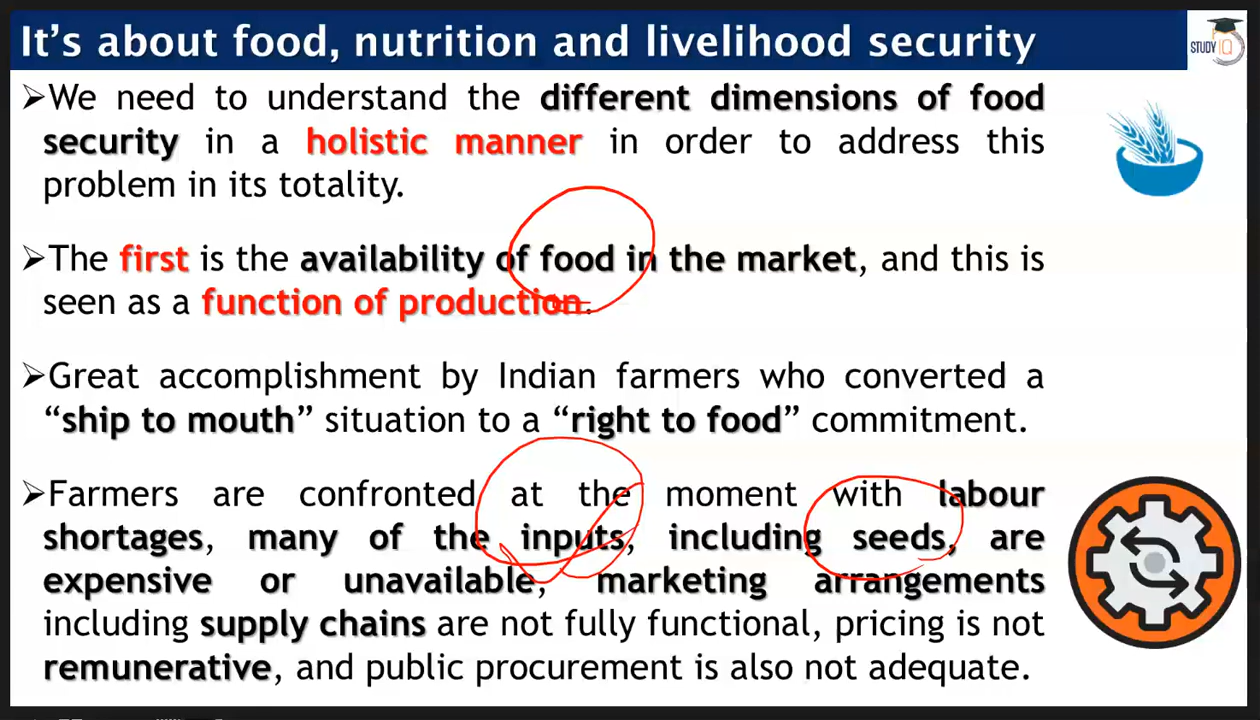 It's about food, nutrition and livelihood security
STUDY IQ
➢We need to understand the different dimensions of food
security in a holistic manner in order to address this
problem in its totality.
➢The first is the availability of food in the market, and this is
seen as a function of production.
➢Great accomplishment by Indian farmers who converted a
“ship to mouth” situation to a “right to food” commitment.
➢Farmers are confronted at the moment with labour
shortages, many of the inputs, including seeds, are
expensive or unavailable, marketing arrangements
including supply chains are not fully functional, pricing is not
remunerative, and public procurement is also not adequate.